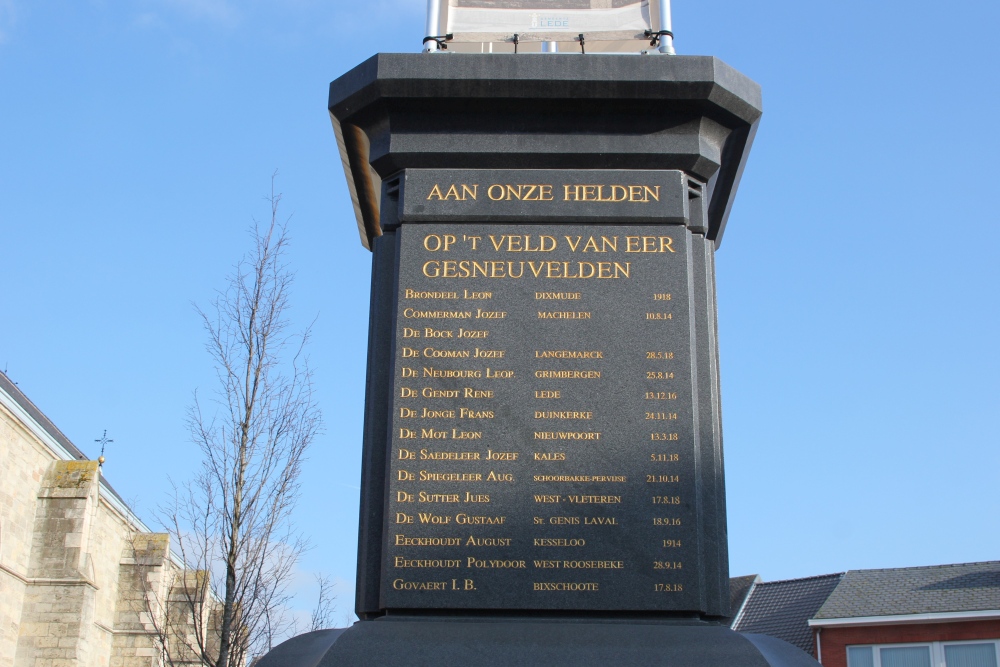 LEDE
AAN ONZE HELDEN
OP 'T VELD VAN EER
GESNEUVELDEN
BRONDEEL LEON DIXMUDE 1918
COMMERMAN JOZEF MACHELEN 10.8.14
DE BOCK JOZEF
DE COOMAN JOZEF LANGEMARCK 28.5.18
DE NEUBOURG LEOP. GRIMBERGEN 25.8.14
DE GENDT RENE LEDE 13.12.16
DE JONGE FRANS DUINKERKE 24.11.14
DE MOT LEON NIEUWPOORT 13.3.18
DE SAEDELEER JOZEF KALES 5.11.18
DE SPIEGELEER AUG. SCHOORBAKKE-PERVIJSE 21.10.14
DE SUTTER JUES WEST-VLETEREN 17.8.18
DE WOLF GUSTAAF ST. GENIS LAVAL 18.9.16
EECKHOUDT AUGUST KESSELOO 1914
EECKHOUDT POLYDOOR WEST ROOSEBEKE 28.9.14
GOVAERT I.B. BIXSCHOOTE 17.8.18